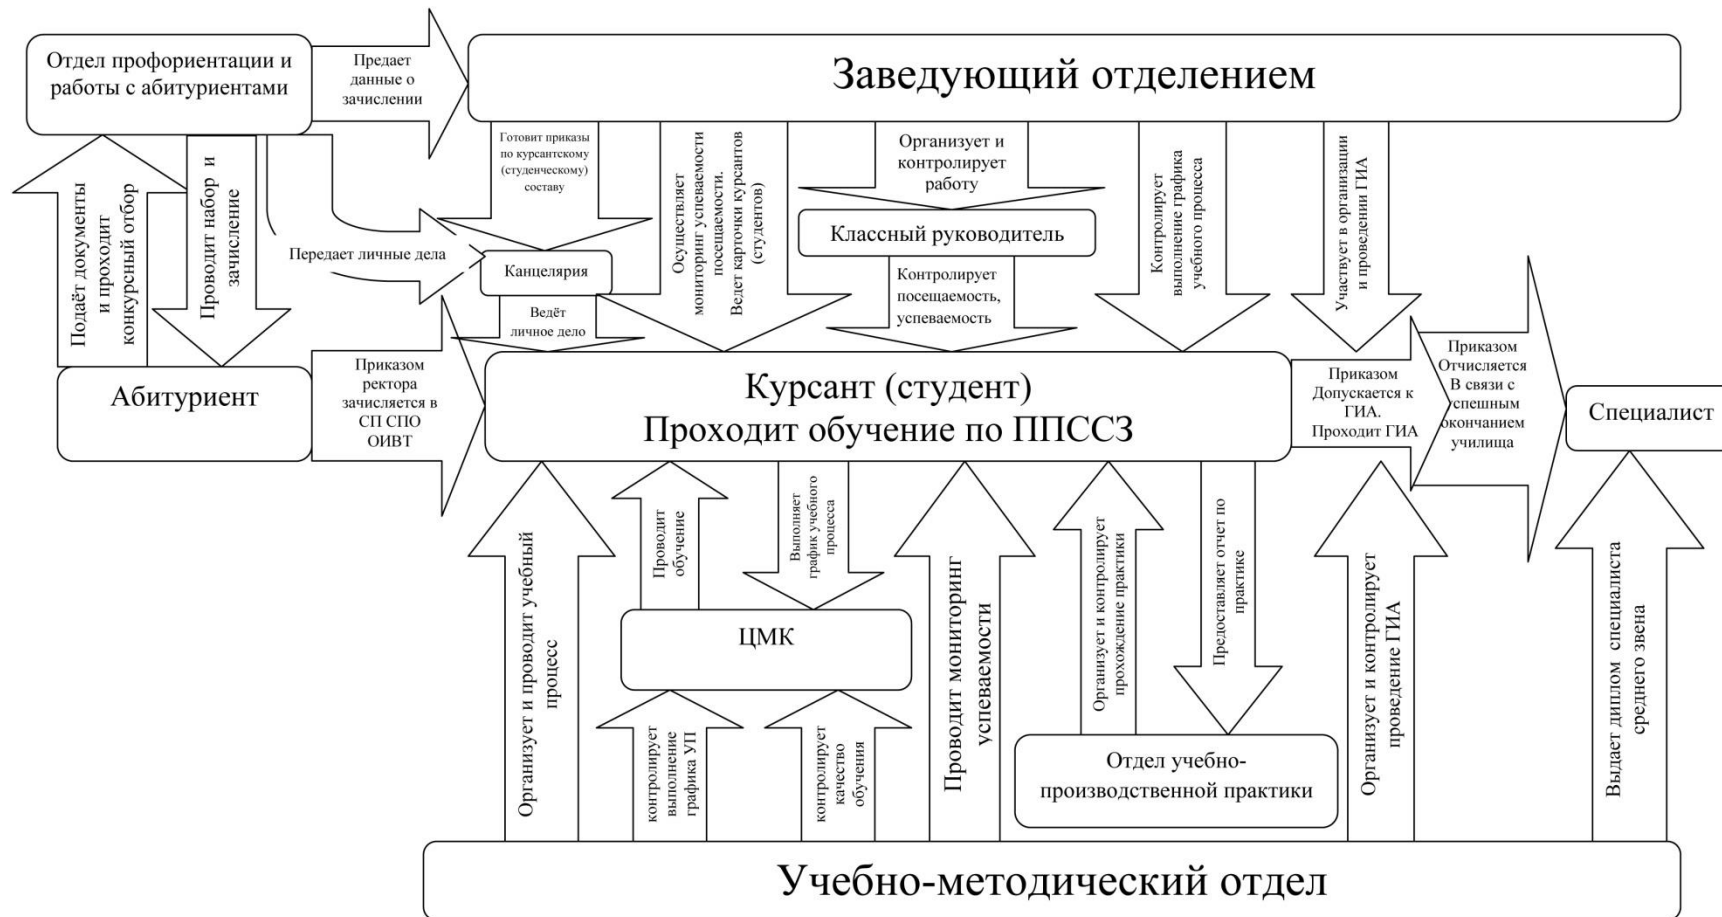 Отдел профориентации и
работы с абитуриентами
Предает
данные о
зачислении
Заведующий отделением
Подаёт документы
и проходит
конкурсный отбор
Проводит набор и
зачисление
Передает личные дела
Готовит приказы
по курсантскому
(студенческому)
составу
Осуществляет
мониторинг успеваемости
посещаемости.
Ведет карточки курсантов
(студентов)
Организует и
контролирует
работу
Контролирует
выполнение графика
учебного процесса
Участвует в организации
и проведении ГИА
Канцелярия
Классный руководитель
Ведёт
личное дело
Контролирует
посещаемость,
успеваемость
Абитуриент
Приказом
ректора
зачисляется в
СП СПО
ОИВТ
Курсант (студент)
Проходит обучение по ППССЗ
Приказом
Допускается к
ГИА.
Проходит ГИА
Приказом
Отчисляется
В связи с
спешным
окончанием
училища
Специалист
Организует и проводит учебный
процесс
Проводит
обучение
Выполняет
график учебного
процесса
Проводит мониторинг
успеваемости
Организует и контролирует
прохождение практики
Предоставляет отчет по
практике
Организует и контролирует
проведение ГИА
Выдает диплом специалиста
среднего звена
ЦМК
контролирует
выполнение
графика УП
контролирует
качество
обучения
Отдел учебно-
производственной практики
Учебно-методический отдел